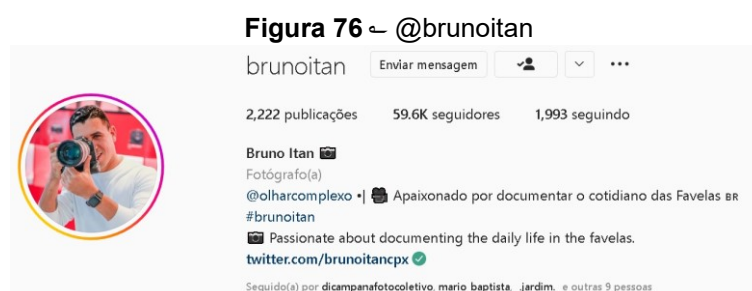 Figura 76 – @brunoitan
brunoitan Enviar mensagem
2,222 publicações 59.6K seguidores 1,993 seguindo
Bruno Itan 📷
Fotógrafo(a)
@olharcomplexo •| 🎥 Apaixonado por documentar o cotidiano das Favelas BR
#brunoitan
📷 Passionate about documenting the daily life in the favelas.
twitter.com/brunoitancpx
Seguido(a) por dicampanafotocoletivo, mario_baptista, _.jardim._ e outras 9 pessoas